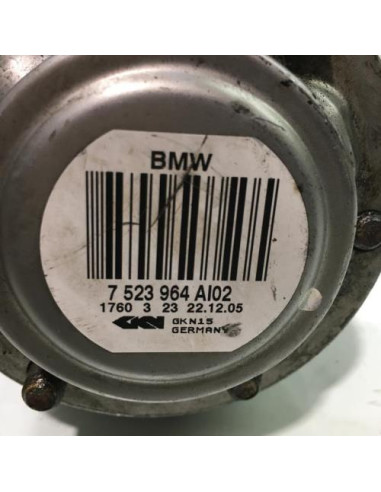 BMW
7 523 964 AI02
1760 3 23 22.12.05
GKN GKN15
GERMANY